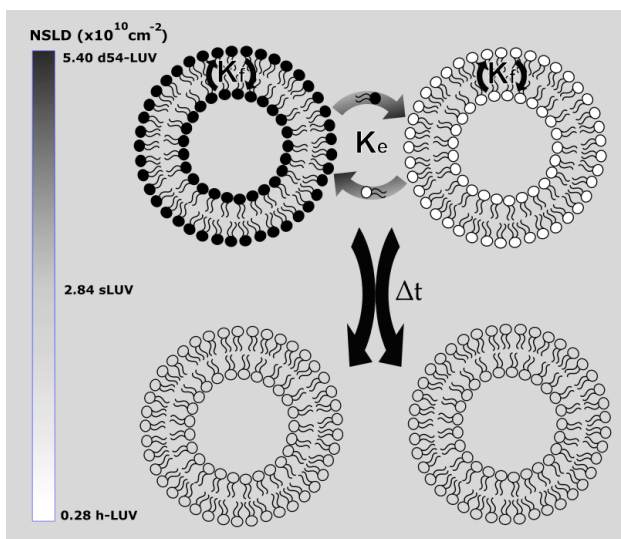 NSLD (x10¹⁰cm⁻²)
5.40 d54-LUV
Kf
Kf
Ke
2.84 sLUV
Δt
0.28 h-LUV